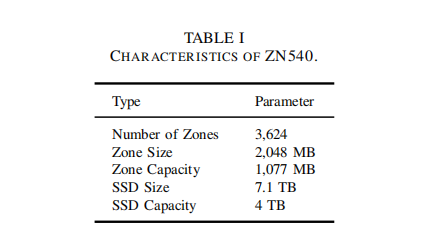 TABLE I
CHARACTERISTICS OF ZN540.
Type Parameter
Number of Zones 3,624
Zone Size 2,048 MB
Zone Capacity 1,077 MB
SSD Size 7.1 TB
SSD Capacity 4 TB